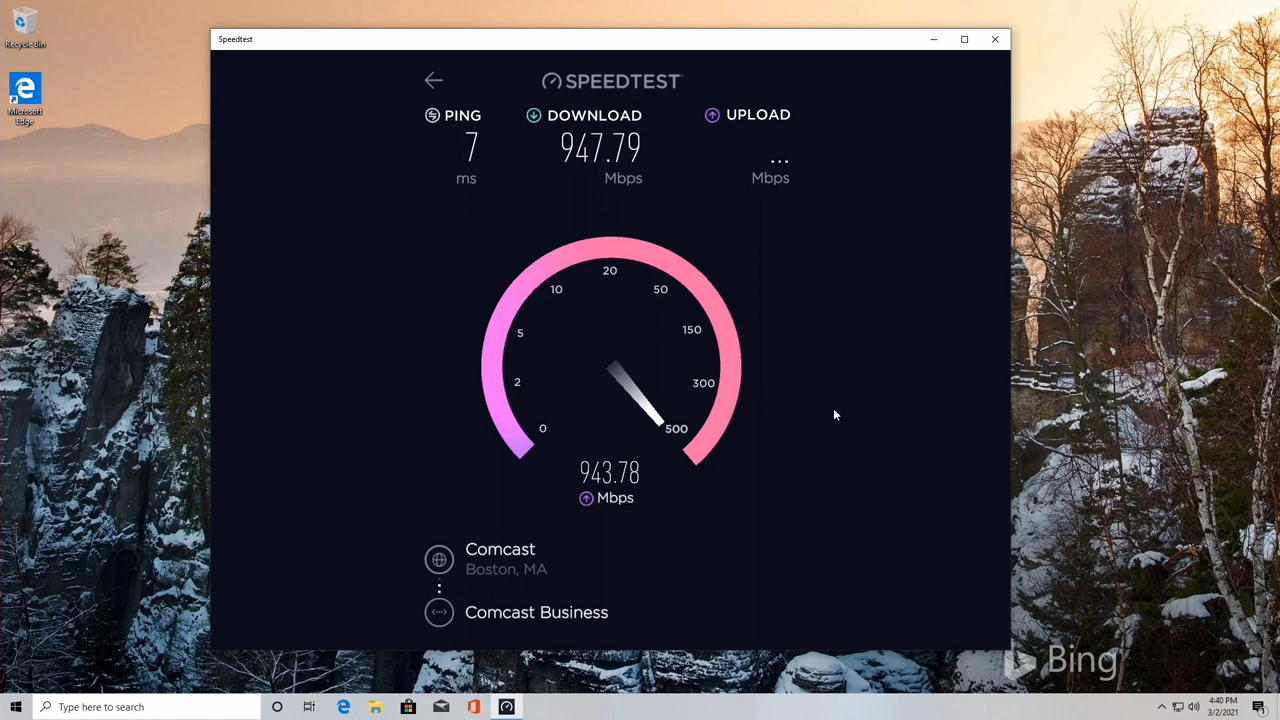 Recycle Bin
Microsoft
Edge
Speedtest
SPEEDTEST
PING
7
ms
DOWNLOAD
947.79
Mbps
UPLOAD
...
Mbps
0
2
5
10
20
50
150
300
500
943.78
Mbps
Comcast
Boston, MA
Comcast Business
Bing
Type here to search
4:40 PM
3/2/2021
1